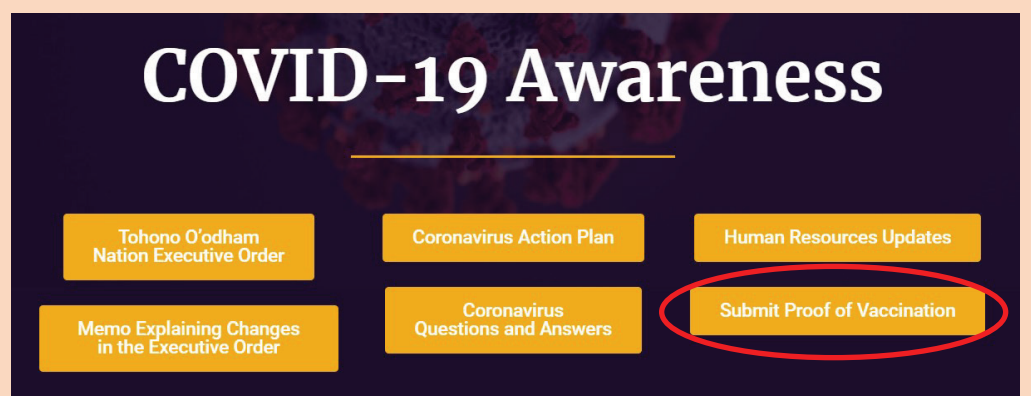 COVID-19 Awareness
Tohono O'odham
Nation Executive Order
Coronavirus Action Plan
Human Resources Updates
Memo Explaining Changes
in the Executive Order
Coronavirus
Questions and Answers
Submit Proof of Vaccination